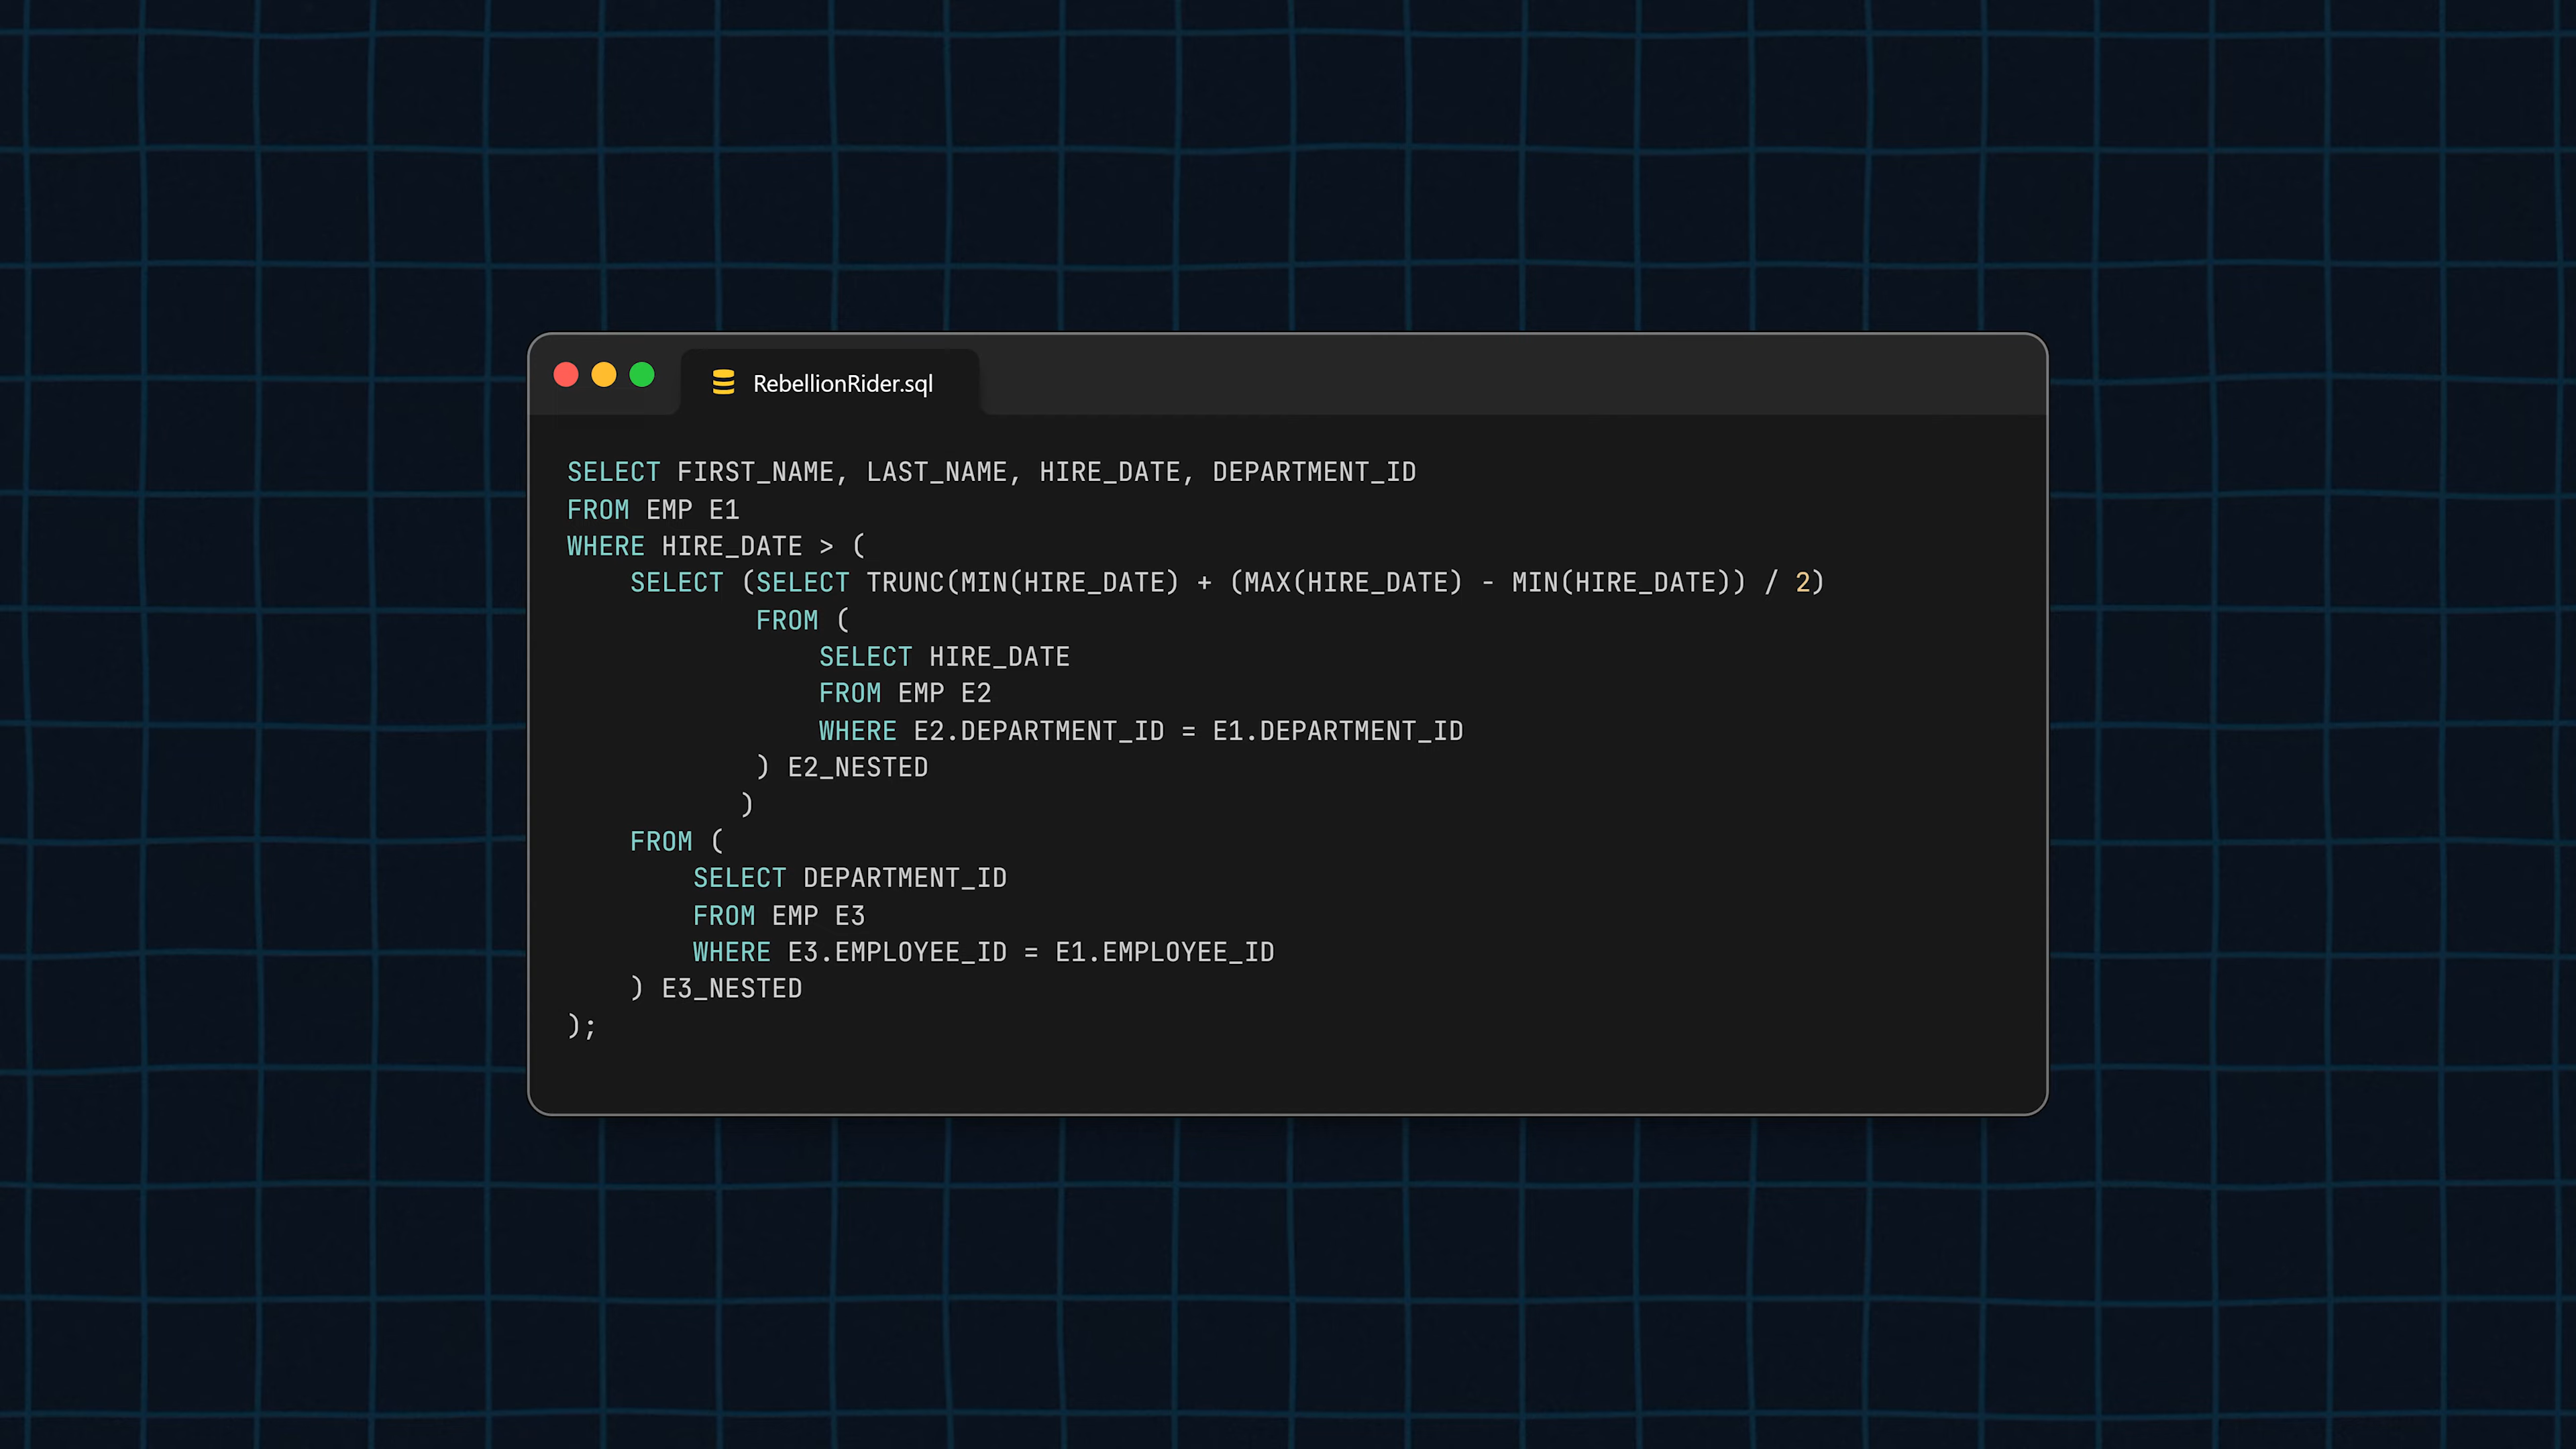 RebellionRider.sql
SELECT FIRST_NAME, LAST_NAME, HIRE_DATE, DEPARTMENT_ID
FROM EMP E1
WHERE HIRE_DATE > (
    SELECT (SELECT TRUNC(MIN(HIRE_DATE) + (MAX(HIRE_DATE) - MIN(HIRE_DATE)) / 2)
            FROM (
                SELECT HIRE_DATE
                FROM EMP E2
                WHERE E2.DEPARTMENT_ID = E1.DEPARTMENT_ID
            ) E2_NESTED
           )
    FROM (
        SELECT DEPARTMENT_ID
        FROM EMP E3
        WHERE E3.EMPLOYEE_ID = E1.EMPLOYEE_ID
    ) E3_NESTED
);